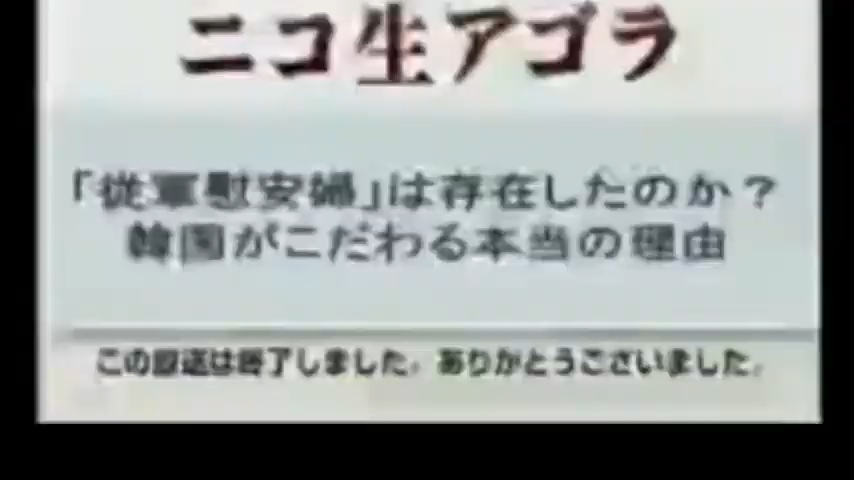 ニコ生アゴラ
「従軍慰安婦」は存在したのか？
韓国がこだわる本当の理由
この放送は終了しました。ありがとうございました。